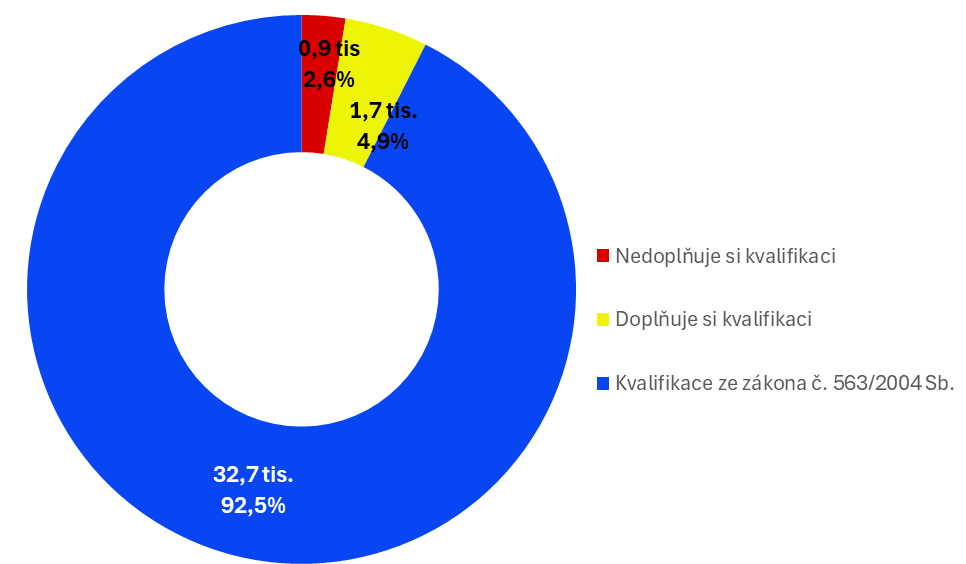 0,9 tis
2,6%
1,7 tis.
4,9%
Nedoplňuje si kvalifikaci
Doplňuje si kvalifikaci
Kvalifikace ze zákona č. 563/2004 Sb.
32,7 tis.
92,5%